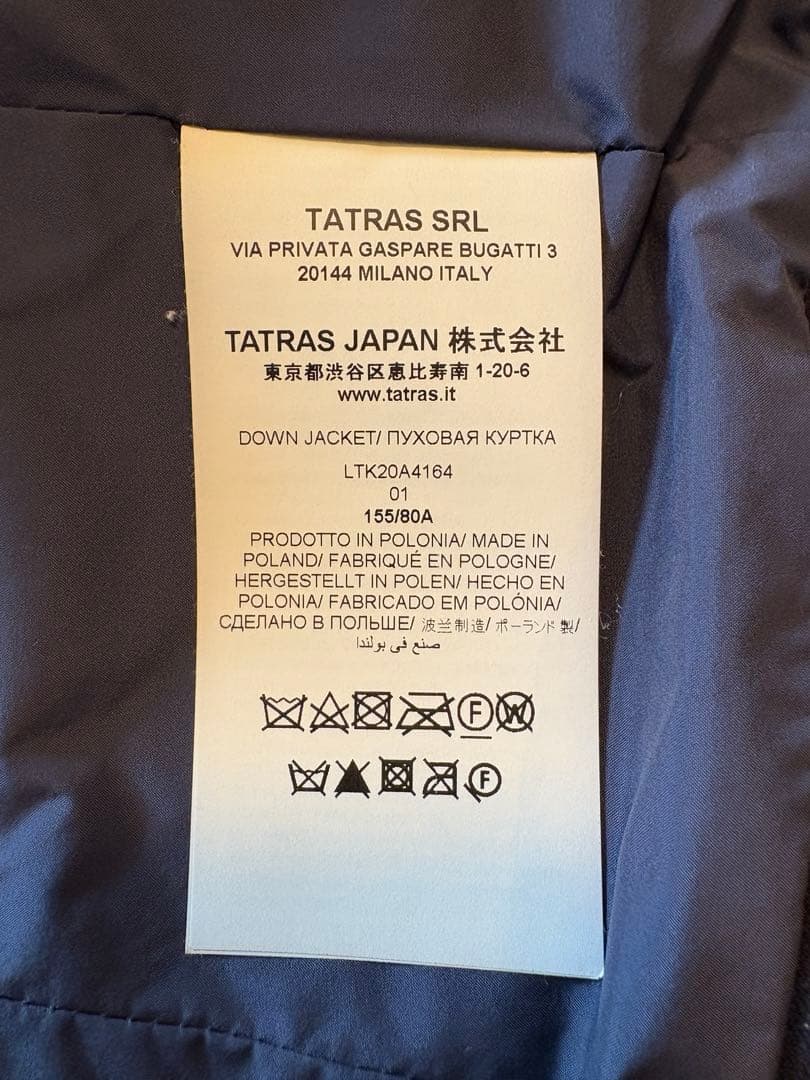 TATRAS SRL
VIA PRIVATA GASPARE BUGATTI 3
20144 MILANO ITALY
TATRAS JAPAN 株式会社
東京都渋谷区恵比寿南 1-20-6
www.tatras.it
DOWN JACKET/ ПУХОВАЯ КУРТКА
LTK20A4164
01
155/80A
PRODOTTO IN POLONIA/ MADE IN
POLAND/ FABRIQUÉ EN POLOGNE/
HERGESTELLT IN POLEN/ HECHO EN
POLONIA/ FABRICADO EM POLÓNIA/
СДЕЛАНО В ПОЛЬШЕ/ 波兰制造/ ポーランド製/
صنع في بولندا
F W
F